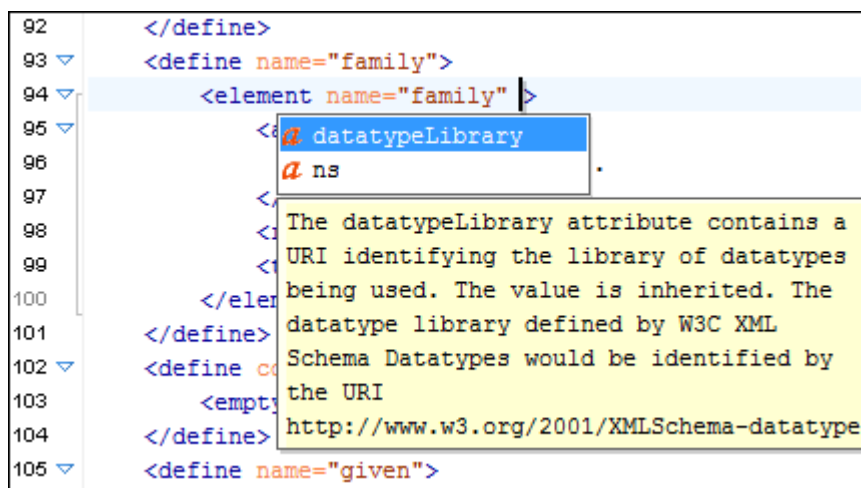 92 </define>
93 <define name="family">
94 <element name="family" >
95 <a
datatypeLibrary
96
a ns
.
97 </
98 <r
The datatypeLibrary attribute contains a
99 <t
URI identifying the library of datatypes
100 </elem
being used. The value is inherited. The
101 </define>
datatype library defined by W3C XML
102 <define co
Schema Datatypes would be identified by
103 <empty
the URI
104 </define>
http://www.w3.org/2001/XMLSchema-datatype
105 <define name="given">